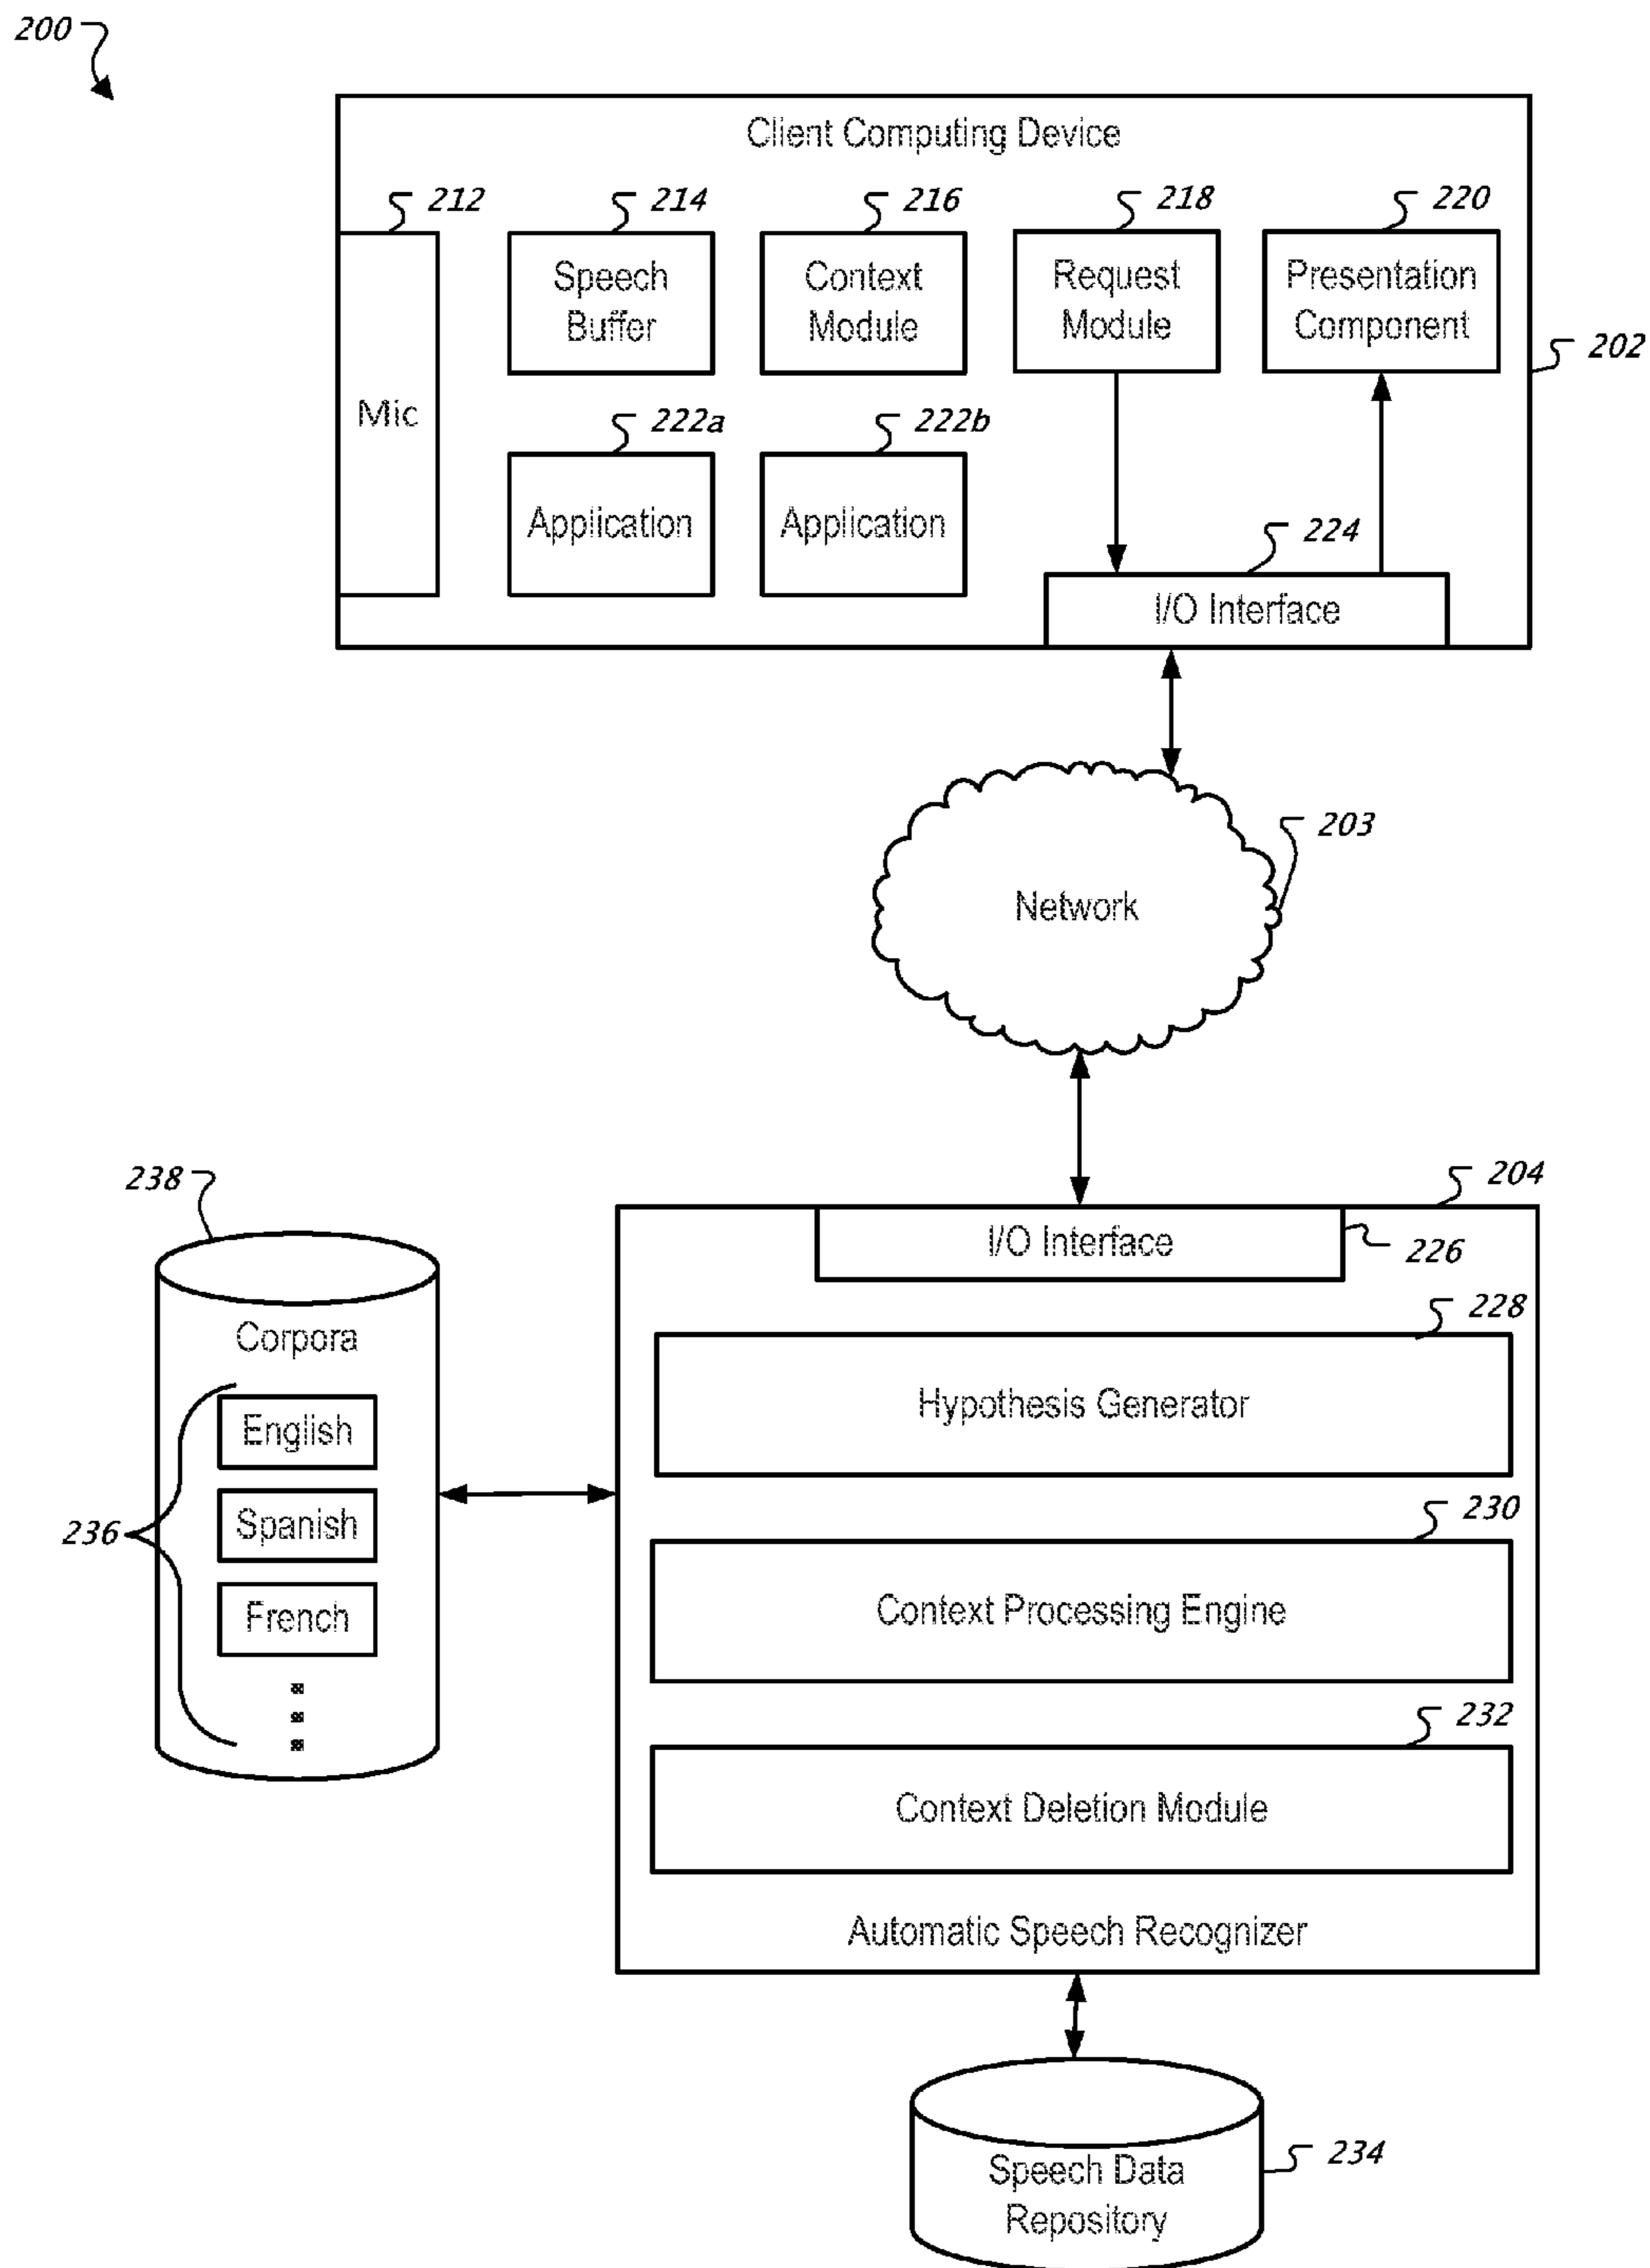 200
Client Computing Device
212
214
216
218
220
Speech
Buffer
Context
Module
Request
Module
Presentation
Component
202
Mic
222a
222b
Application
Application
224
I/O Interface
203
Network
238
204
I/O Interface
226
Corpora
228
Hypothesis Generator
English
236
Spanish
230
French
Context Processing Engine
232
Context Deletion Module
Automatic Speech Recognizer
234
Speech Data
Repository